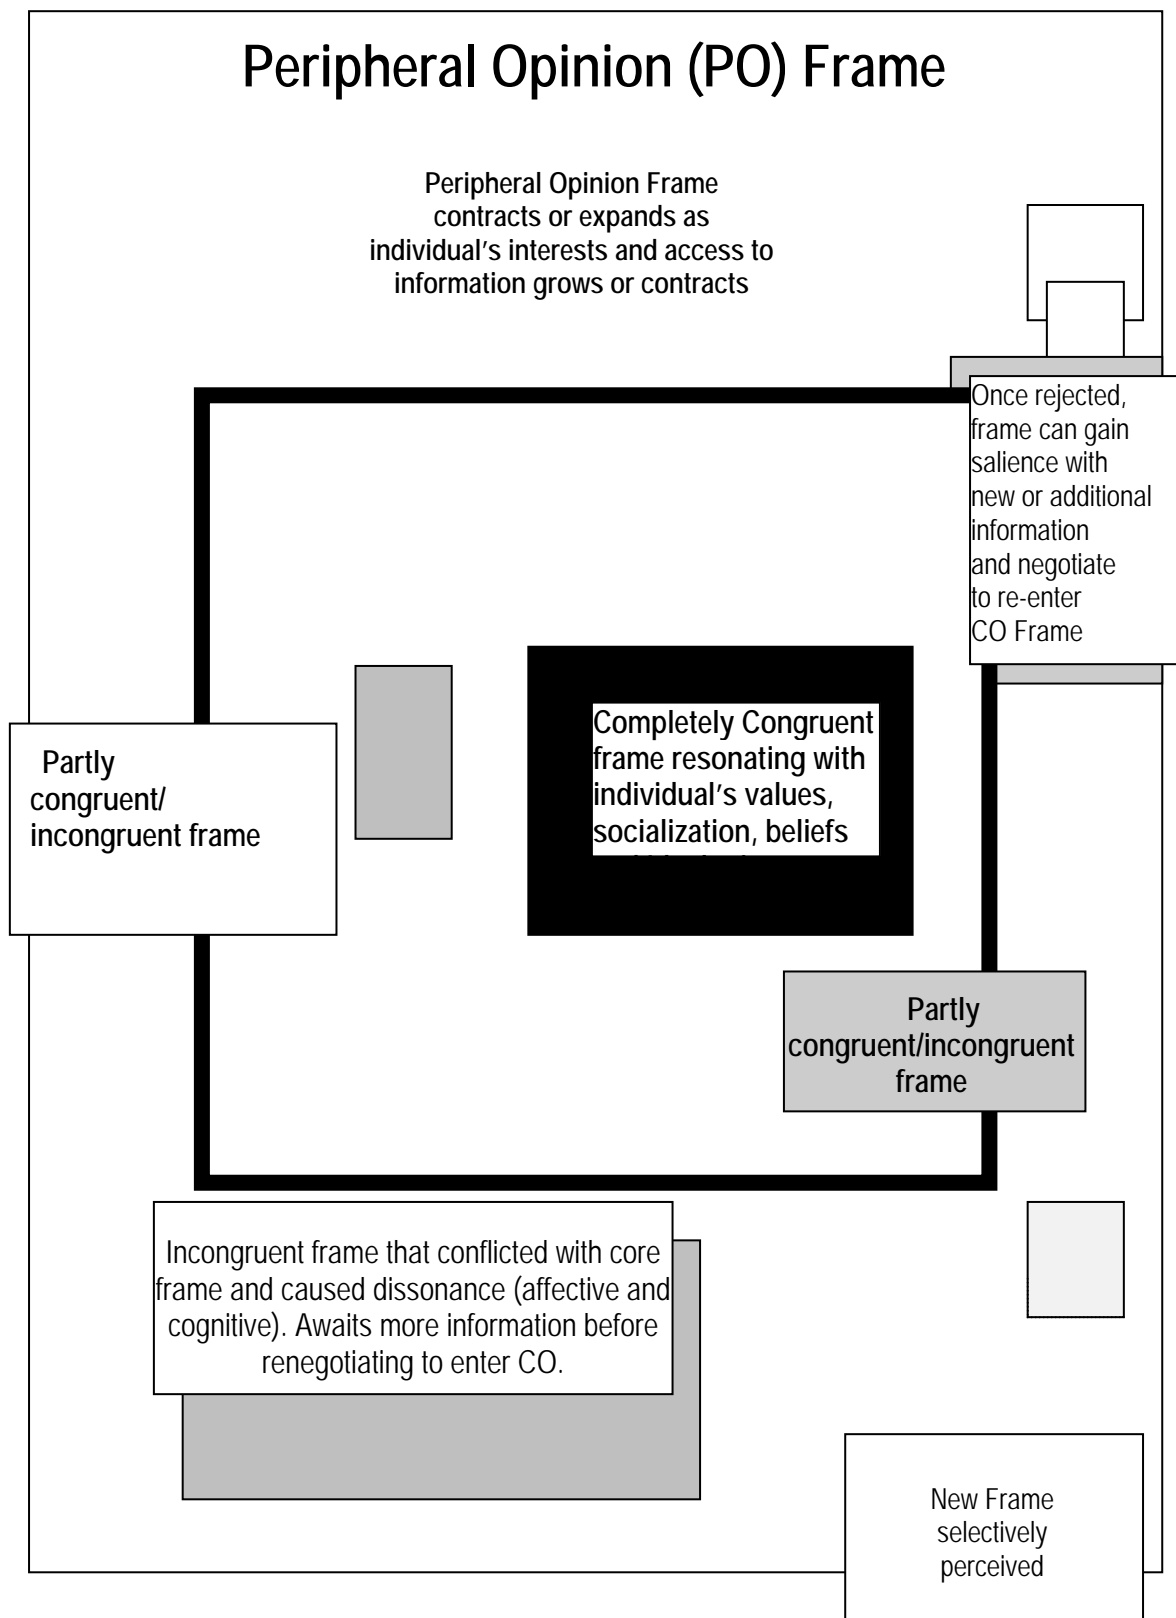 Peripheral Opinion (PO) Frame
Peripheral Opinion Frame
contracts or expands as
individual's interests and access to
information grows or contracts
Once rejected,
frame can gain
salience with
new or additional
information
and negotiate
to re-enter
CO Frame
Completely Congruent
frame resonating with
individual's values,
socialization, beliefs
Partly
congruent/
incongruent frame
Partly
congruent/incongruent
frame
Incongruent frame that conflicted with core
frame and caused dissonance (affective and
cognitive). Awaits more information before
renegotiating to enter CO.
New Frame
selectively
perceived